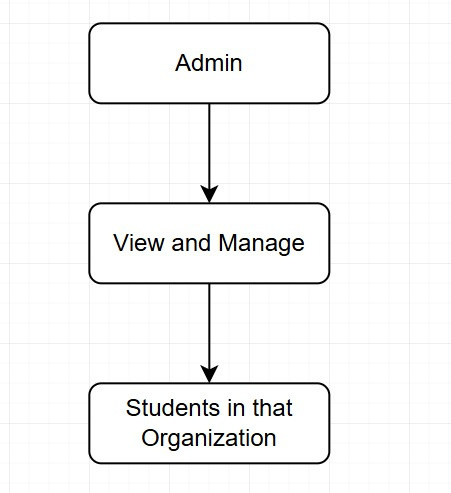 Admin
View and Manage
Students in that
Organization